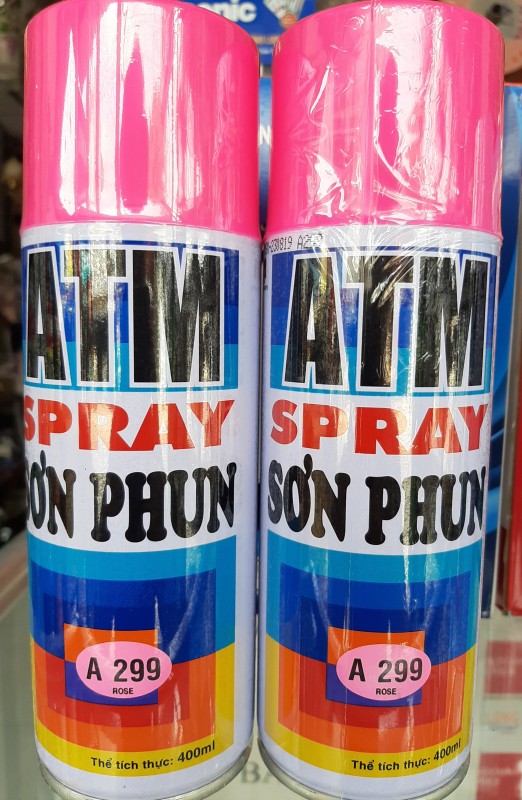 ATM
SPRAY
SƠN PHUN
A 299
ROSE
Thể tích thực: 400ml
ATM
SPRAY
SƠN PHUN
A 299
ROSE
Thể tích thực: 400ml